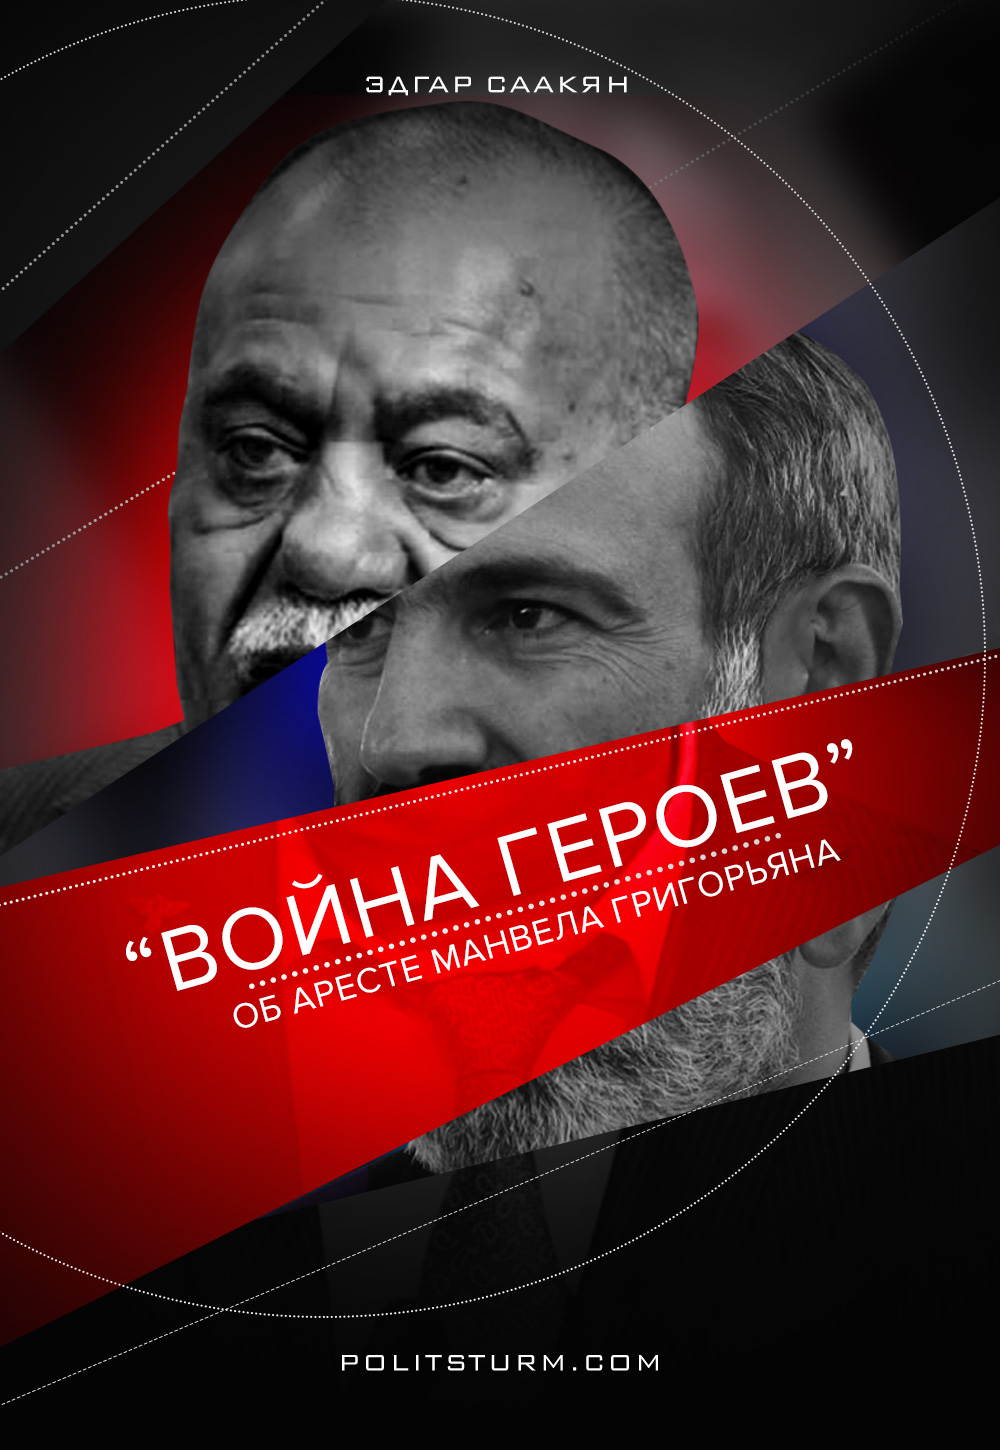 ЭДГАР СААКЯН
“ВОЙНА ГЕРОЕВ”
ОБ АРЕСТЕ МАНВЕЛА ГРИГОРЬЯНА
POLITSTURM.COM